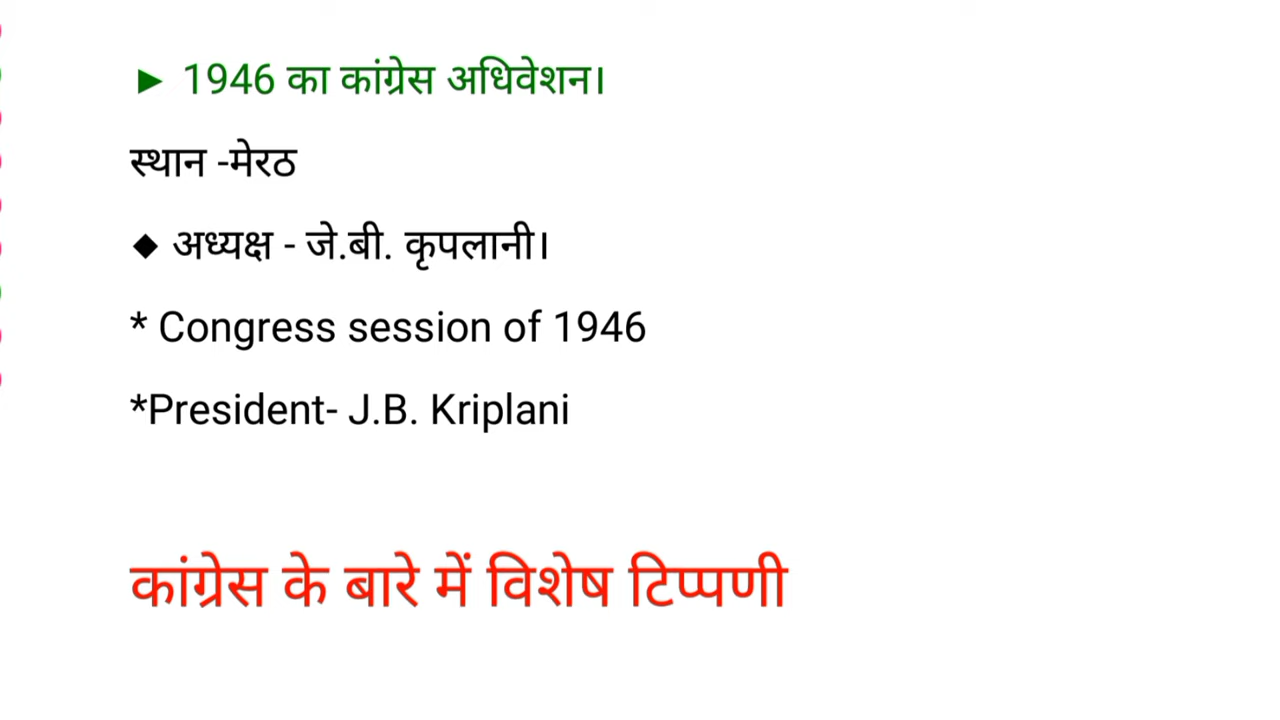 ► 1946 का कांग्रेस अधिवेशन।
स्थान -मेरठ
◆ अध्यक्ष - जे.बी. कृपलानी।
* Congress session of 1946
*President- J.B. Kriplani
कांग्रेस के बारे में विशेष टिप्पणी